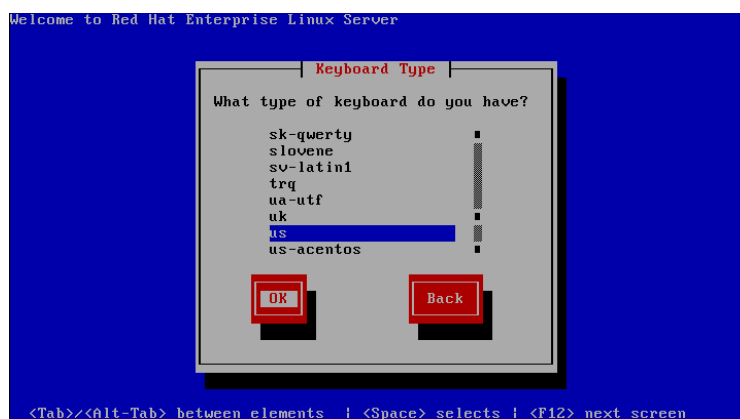 Welcome to Red Hat Enterprise Linux Server
Keyboard Type
What type of keyboard do you have?
sk-qwerty
slovene
sv-latin1
trq
ua-utf
uk
us
us-acentos
OK Back
<Tab>/<Alt-Tab> between elements | <Space> selects | <F12> next screen